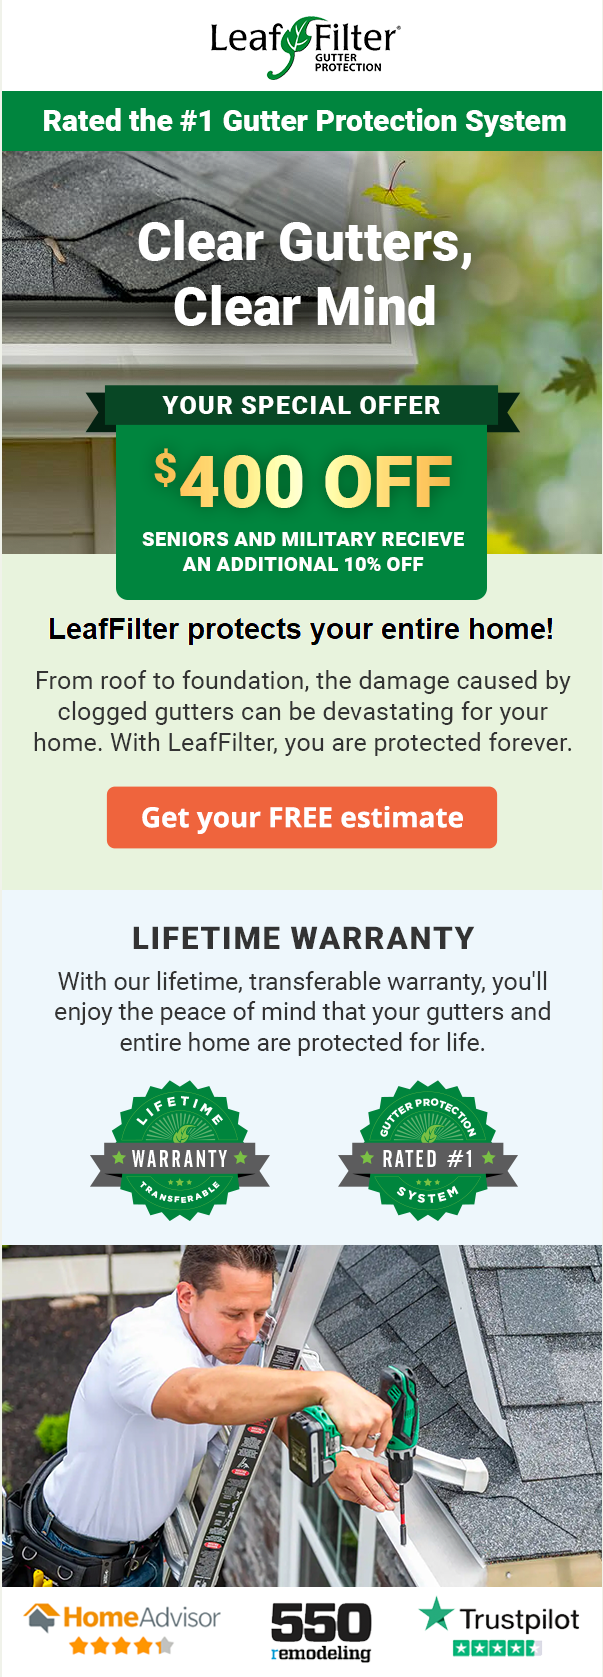 LeafFilter®
GUTTER
PROTECTION
Rated the #1 Gutter Protection System
Clear Gutters,
Clear Mind
YOUR SPECIAL OFFER
$400 OFF
SENIORS AND MILITARY RECIEVE
AN ADDITIONAL 10% OFF
LeafFilter protects your entire home!
From roof to foundation, the damage caused by
clogged gutters can be devastating for your
home. With LeafFilter, you are protected forever.
Get your FREE estimate
LIFETIME WARRANTY
With our lifetime, transferable warranty, you'll
enjoy the peace of mind that your gutters and
entire home are protected for life.
LIFETIME
WARRANTY
TRANSFERABLE
GUTTER PROTECTION
RATED #1
SYSTEM
HomeAdvisor
550
remodeling
Trustpilot